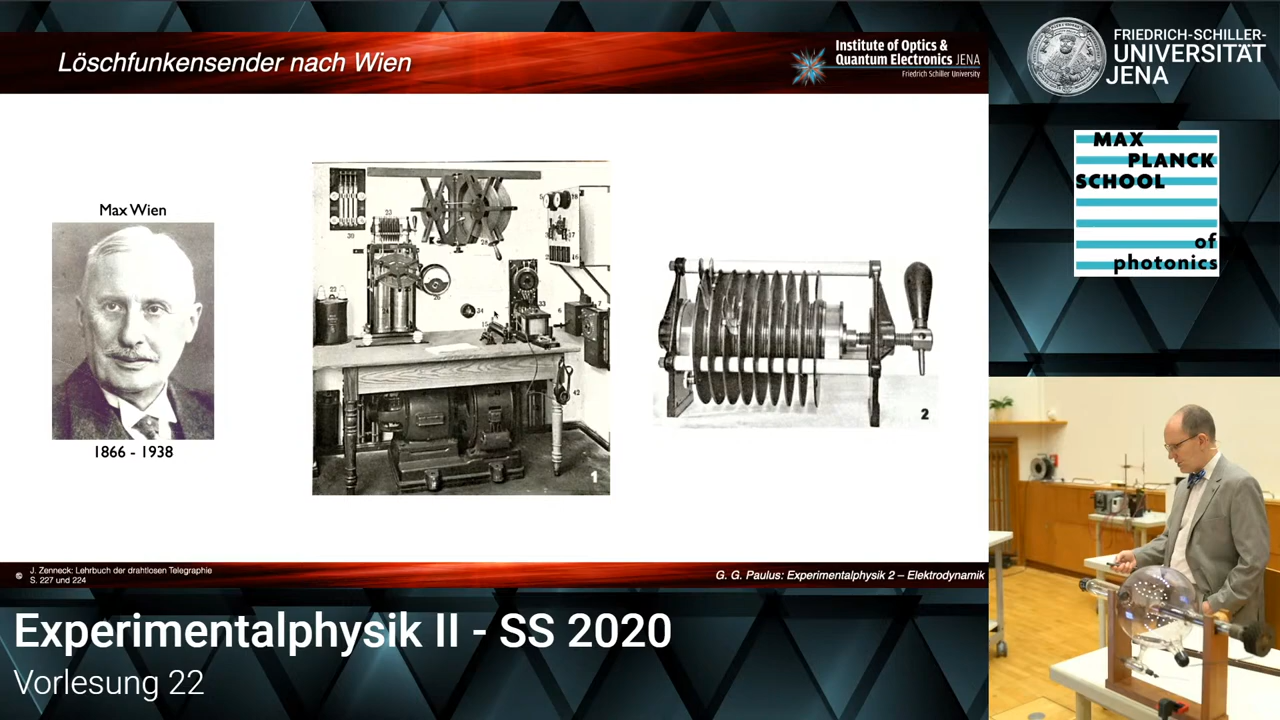 Löschfunkensender nach Wien
Institute of Optics &
Quantum Electronics JENA
Friedrich Schiller University
FRIEDRICH-SCHILLER-
UNIVERSITÄT
JENA
MAX
PLANCK
SCHOOL
of
photonics
Max Wien
1866 - 1938
1
2
J. Zenneck: Lehrbuch der drahtlosen Telegraphie
S. 227 und 224
G. G. Paulus: Experimentalphysik 2 – Elektrodynamik
Experimentalphysik II - SS 2020
Vorlesung 22